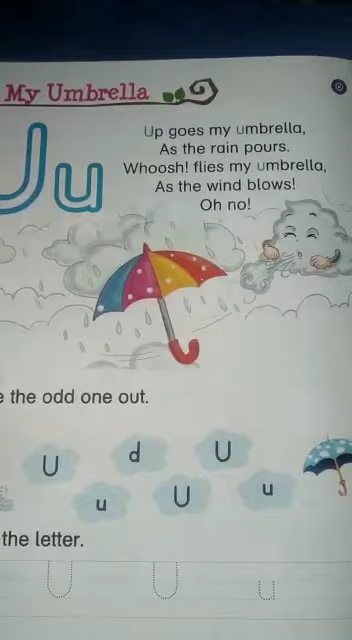 My Umbrella
Uu
Up goes my umbrella,
As the rain pours.
Whoosh! flies my umbrella,
As the wind blows!
Oh no!
the odd one out.
U d U
u U u
the letter.
U U u